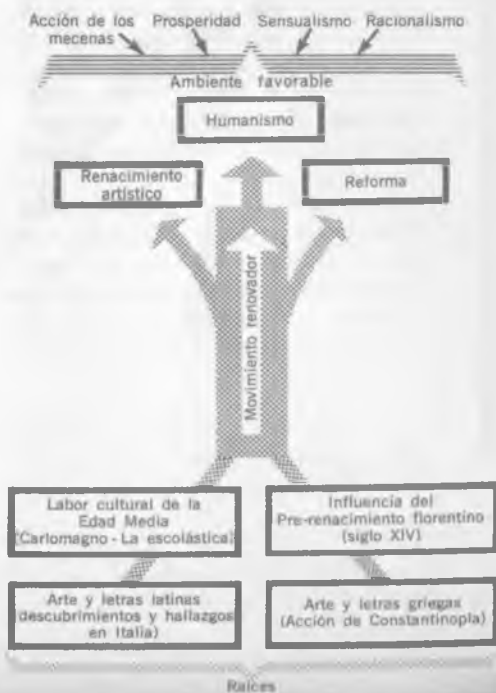 Acción de los mecenas
Prosperidad
Sensualismo
Racionalismo
Ambiente favorable
Humanismo
Renacimiento
artístico
Reforma
Movimiento renovador
Labor cultural de la
Edad Media
(Carlomagno - La escolástica)
Influencia del
Pre-renacimiento florentino
(siglo XIV)
Arte y letras latinas
(descubrimientos y hallazgos
en Italia)
Arte y letras griegas
(Acción de Constantinopla)
Raíces